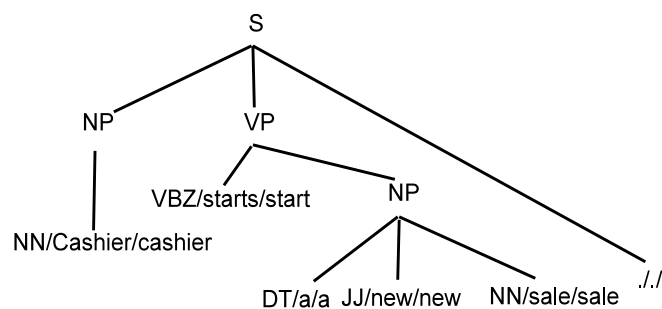 S
NP VP
VBZ/starts/start NP
NN/Cashier/cashier
DT/a/a JJ/new/new NN/sale/sale ././